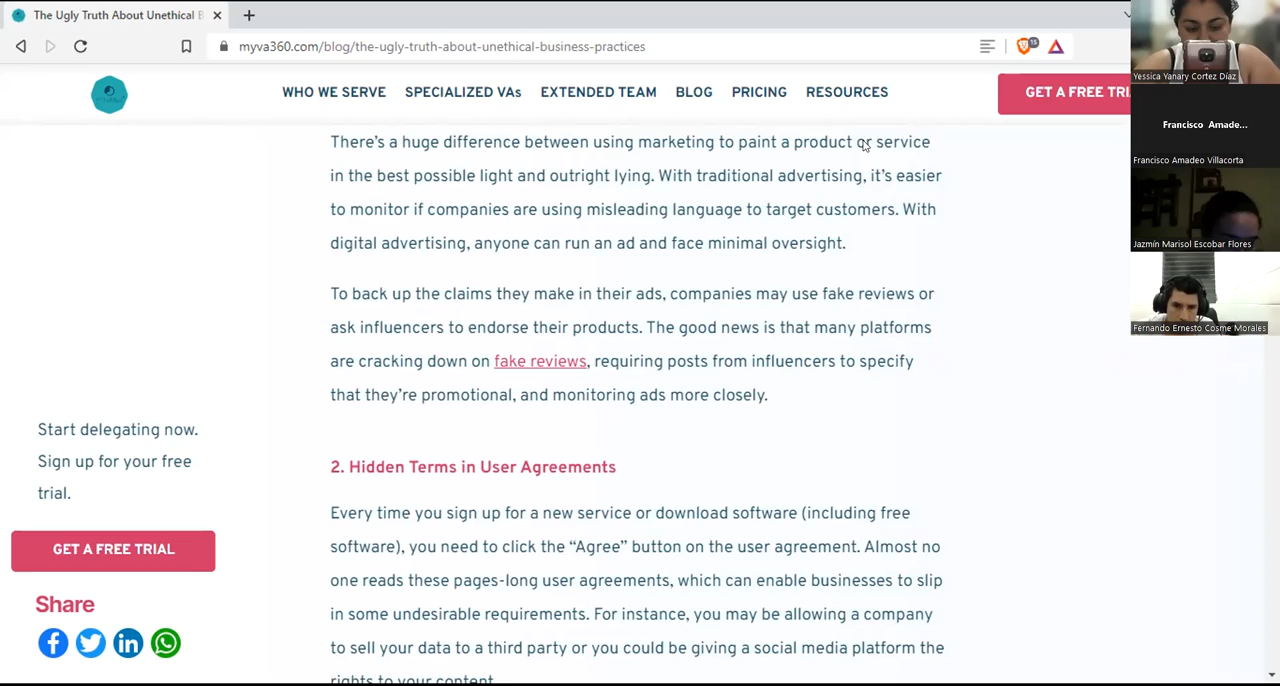 The Ugly Truth About Unethical B
myva360.com/blog/the-ugly-truth-about-unethical-business-practices
15
WHO WE SERVE SPECIALIZED VAs EXTENDED TEAM BLOG PRICING RESOURCES
GET A FREE TRI
There's a huge difference between using marketing to paint a product or service
in the best possible light and outright lying. With traditional advertising, it's easier
to monitor if companies are using misleading language to target customers. With
digital advertising, anyone can run an ad and face minimal oversight.
To back up the claims they make in their ads, companies may use fake reviews or
ask influencers to endorse their products. The good news is that many platforms
are cracking down on fake reviews, requiring posts from influencers to specify
that they're promotional, and monitoring ads more closely.
2. Hidden Terms in User Agreements
Every time you sign up for a new service or download software (including free
software), you need to click the “Agree” button on the user agreement. Almost no
one reads these pages-long user agreements, which can enable businesses to slip
in some undesirable requirements. For instance, you may be allowing a company
to sell your data to a third party or you could be giving a social media platform the
rights to your content.
Start delegating now.
Sign up for your free
trial.
GET A FREE TRIAL
Share
Yessica Yanary Cortez Díaz
Francisco Amade...
Francisco Amadeo Villacorta
Jazmín Marisol Escobar Flores
Fernando Ernesto Cosme Morales